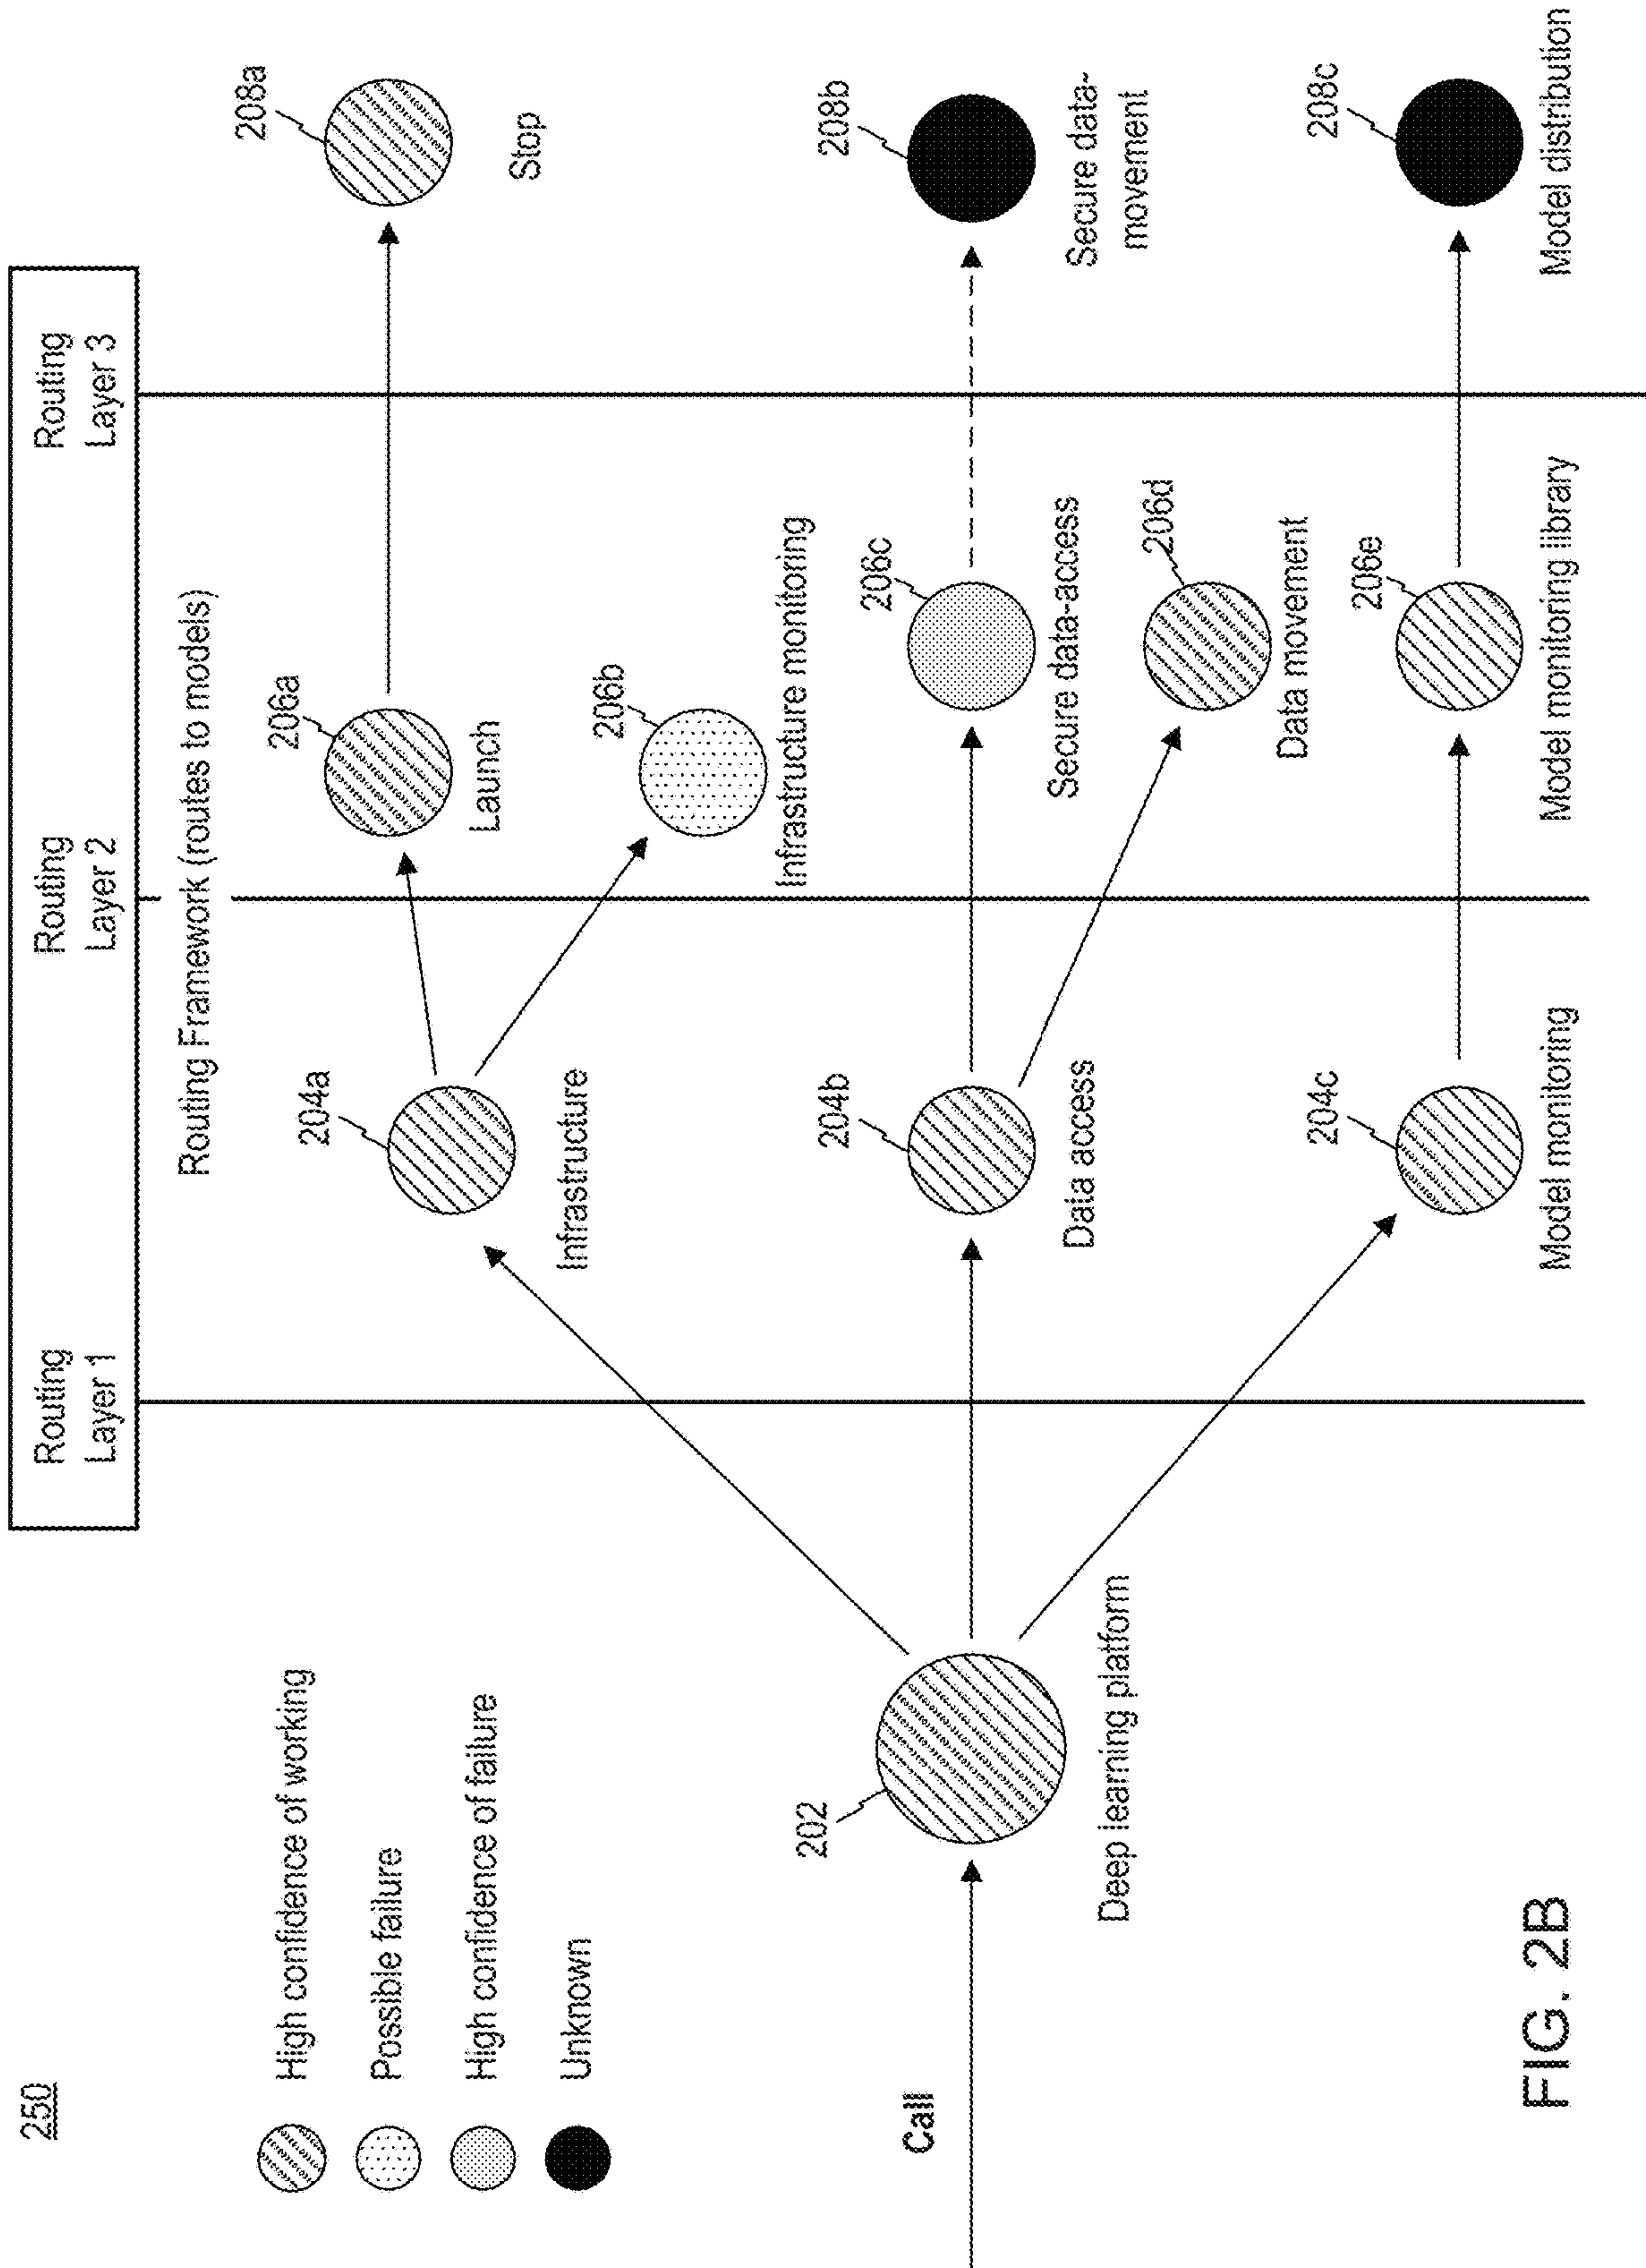 250
Routing
Layer 1
Routing
Layer 2
Routing
Layer 3
Routing Framework (routes to models)
High confidence of working
Possible failure
High confidence of failure
Unknown
Call
202
Deep learning platform
204a
Infrastructure
204b
Data access
204c
Model monitoring
206a
Launch
206b
Infrastructure monitoring
206c
Secure data-access
206d
Data movement
206e
Model monitoring library
208a
Stop
208b
Secure data-
movement
208c
Model distribution
FIG. 2B